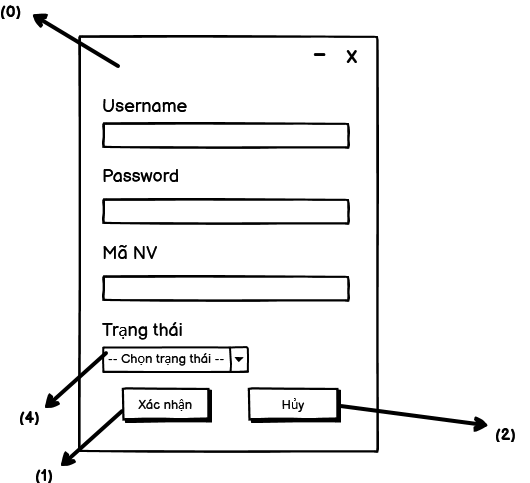 (0)
– X
Username
Password
Mã NV
Trạng thái
-- Chọn trạng thái --
(4)
Xác nhận
Hủy
(2)
(1)